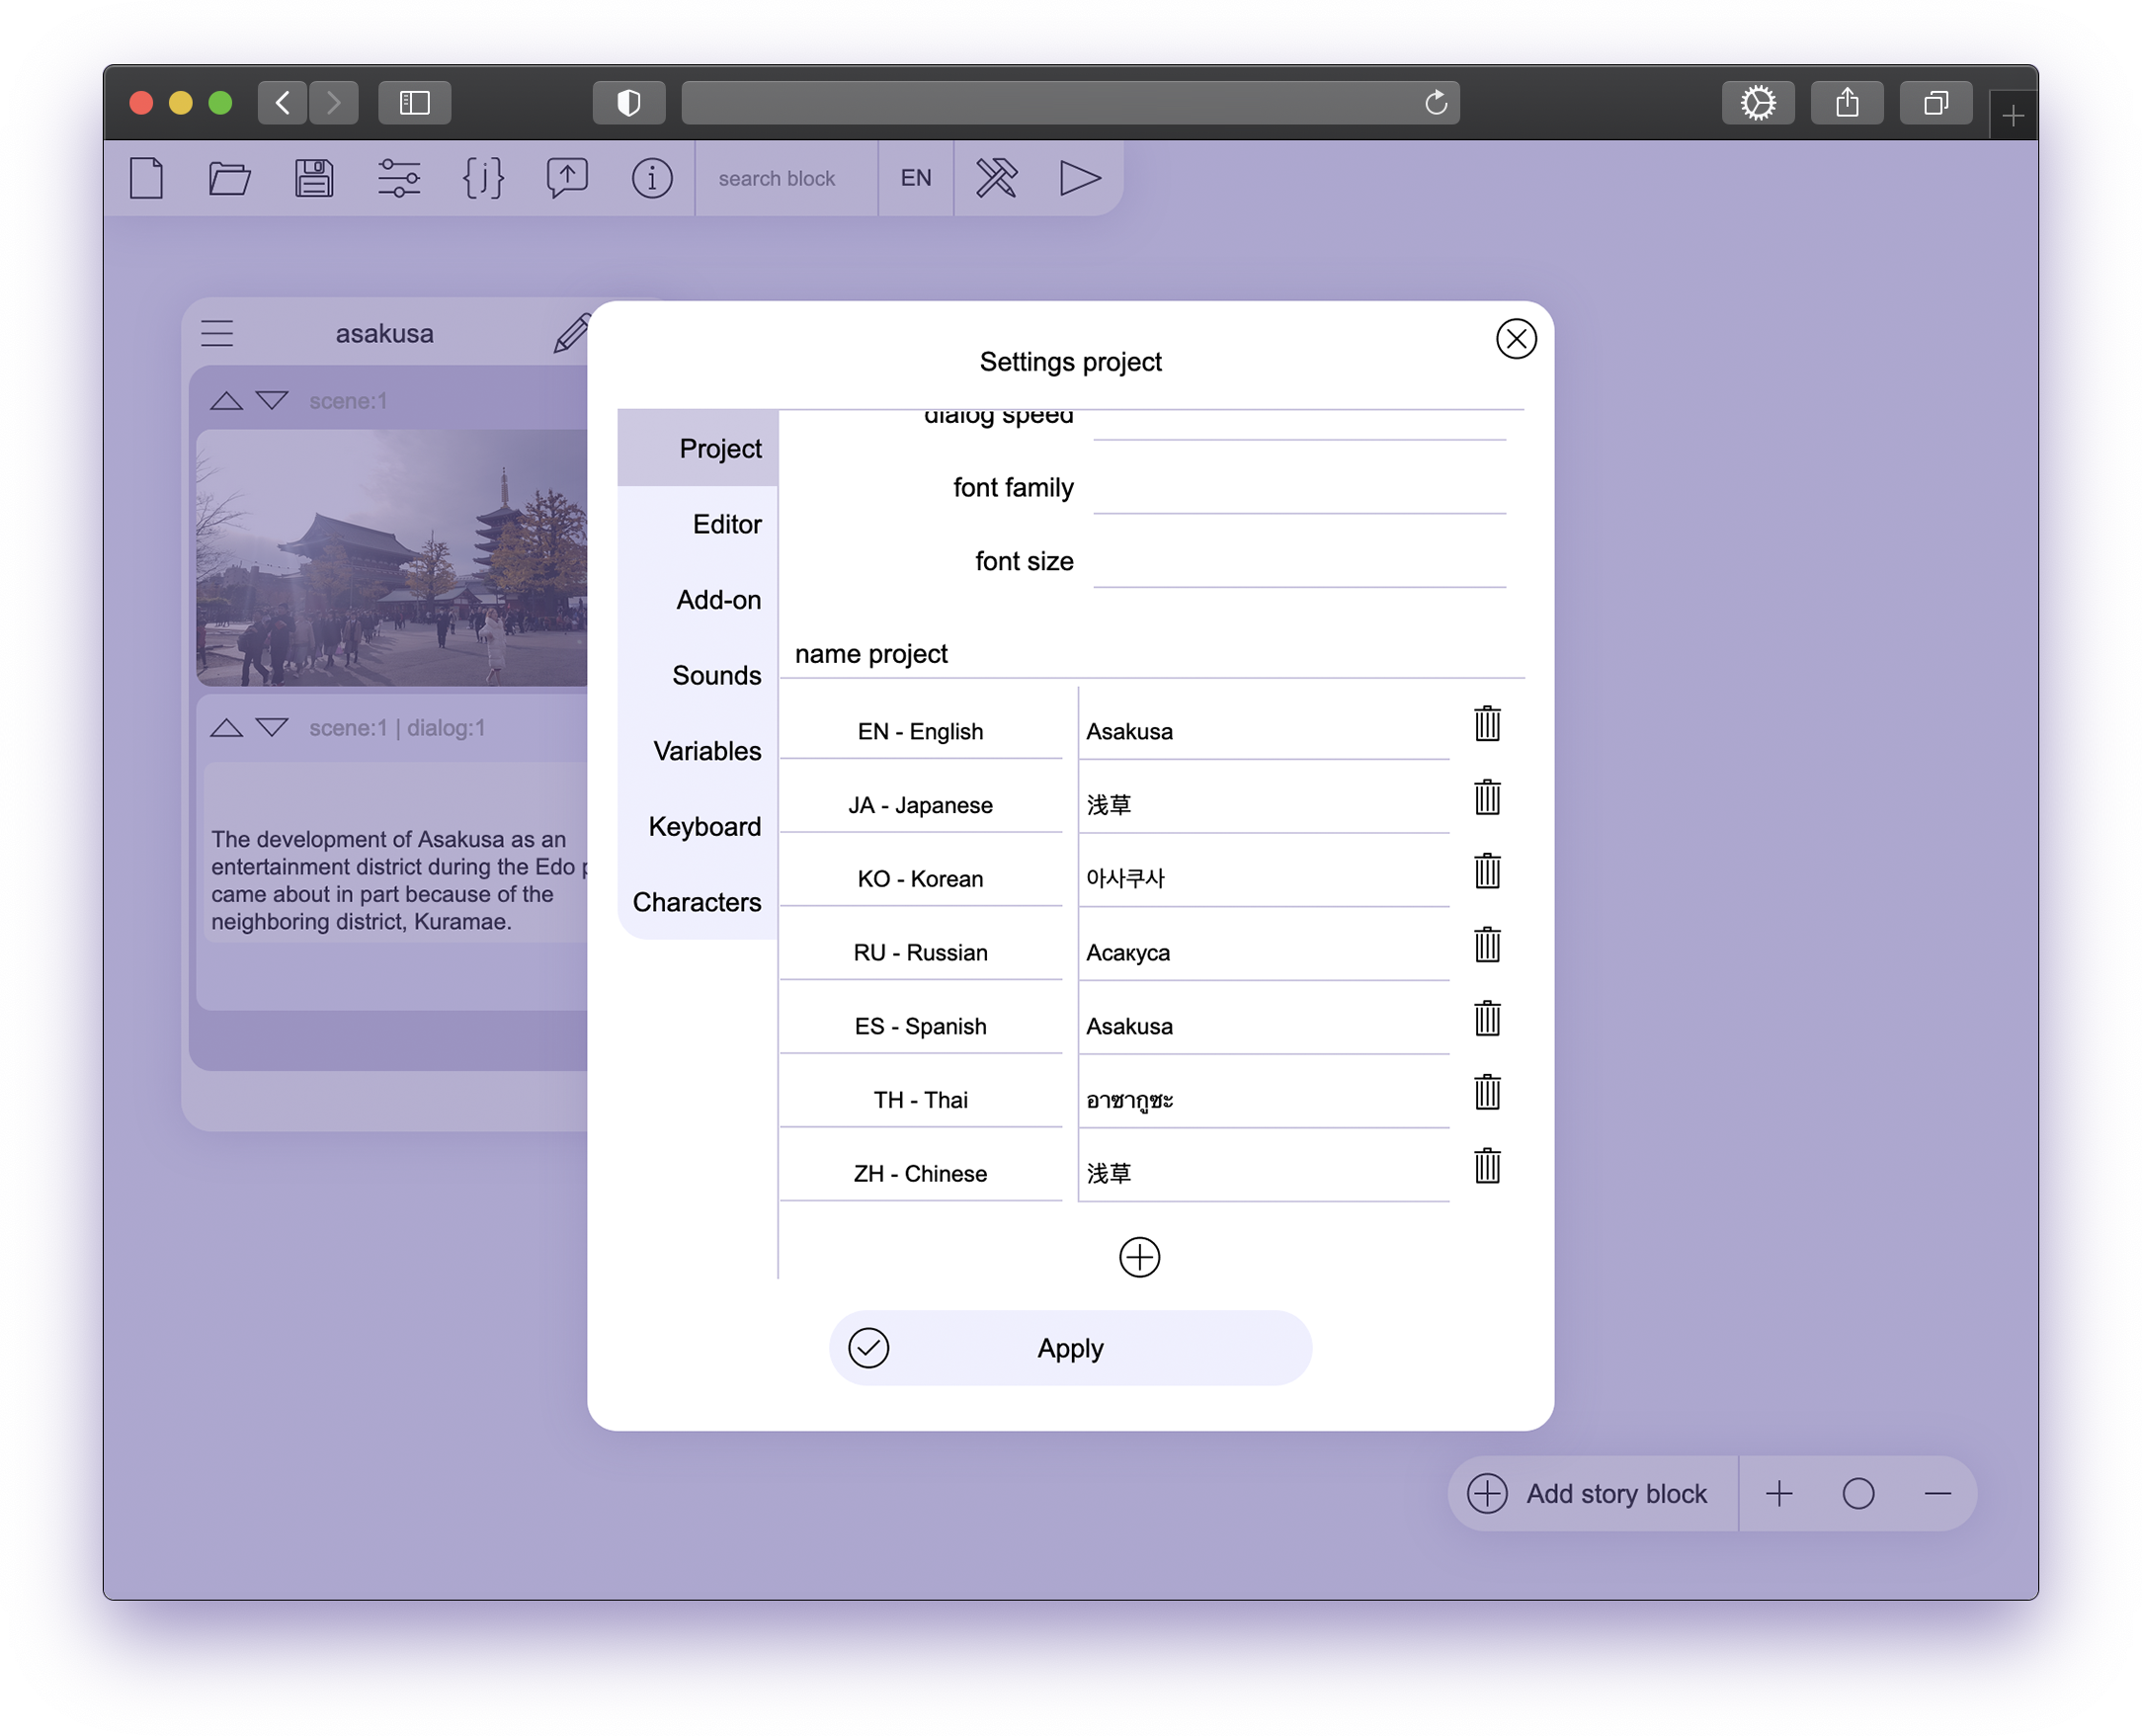 search block
EN
asakusa
scene:1
scene:1 | dialog:1
The development of Asakusa as an
entertainment district during the Edo
came about in part because of the
neighboring district, Kuramae.
Settings project
Project
Editor
Add-on
Sounds
Variables
Keyboard
Characters
dialog speed
font family
font size
name project
EN - English Asakusa
JA - Japanese 浅草
KO - Korean 아사쿠사
RU - Russian Асакуса
ES - Spanish Asakusa
TH - Thai อาซากูซะ
ZH - Chinese 浅草
Apply
Add story block